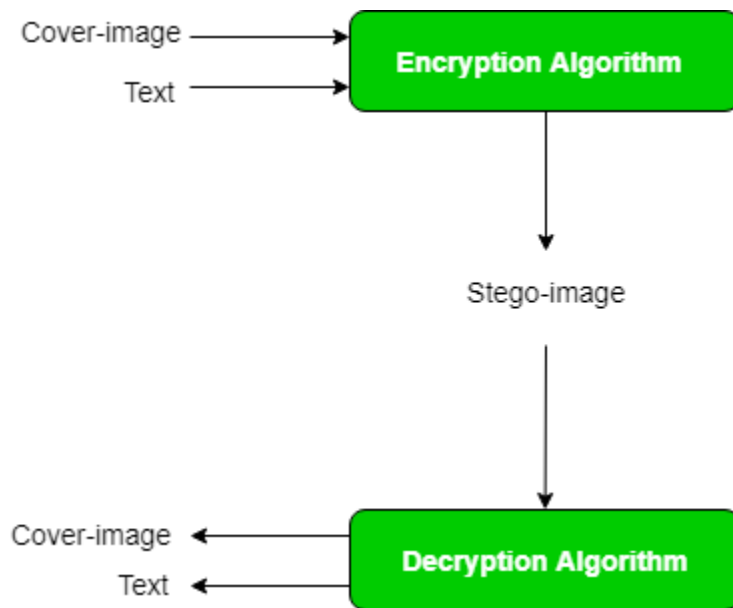 Cover-image
Encryption Algorithm
Text
Stego-image
Cover-image
Decryption Algorithm
Text